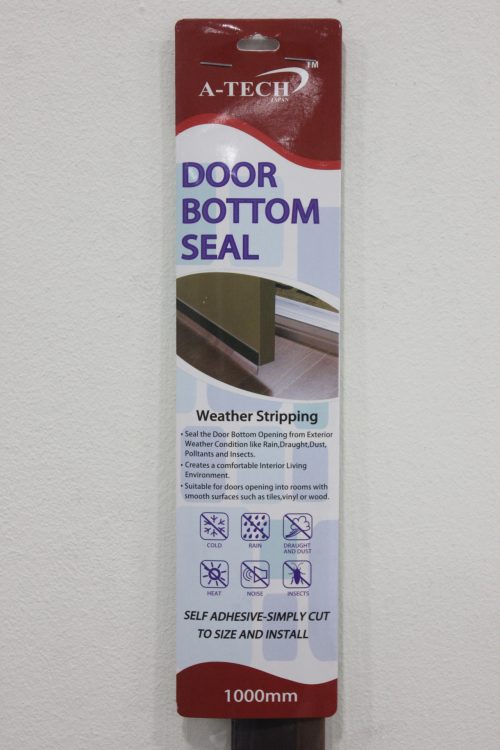 A-TECH
TM
JAPAN
DOOR
BOTTOM
SEAL
Weather Stripping
• Seal the Door Bottom Opening from Exterior
Weather Condition like Rain,Draught,Dust,
Polltants and Insects.
• Creates a comfortable Interior Living
Environment.
• Suitable for doors opening into rooms with
smooth surfaces such as tiles,vinyl or wood.
COLD
RAIN
DRAUGHT
AND DUST
HEAT
NOISE
INSECTS
SELF ADHESIVE-SIMPLY CUT
TO SIZE AND INSTALL
1000mm